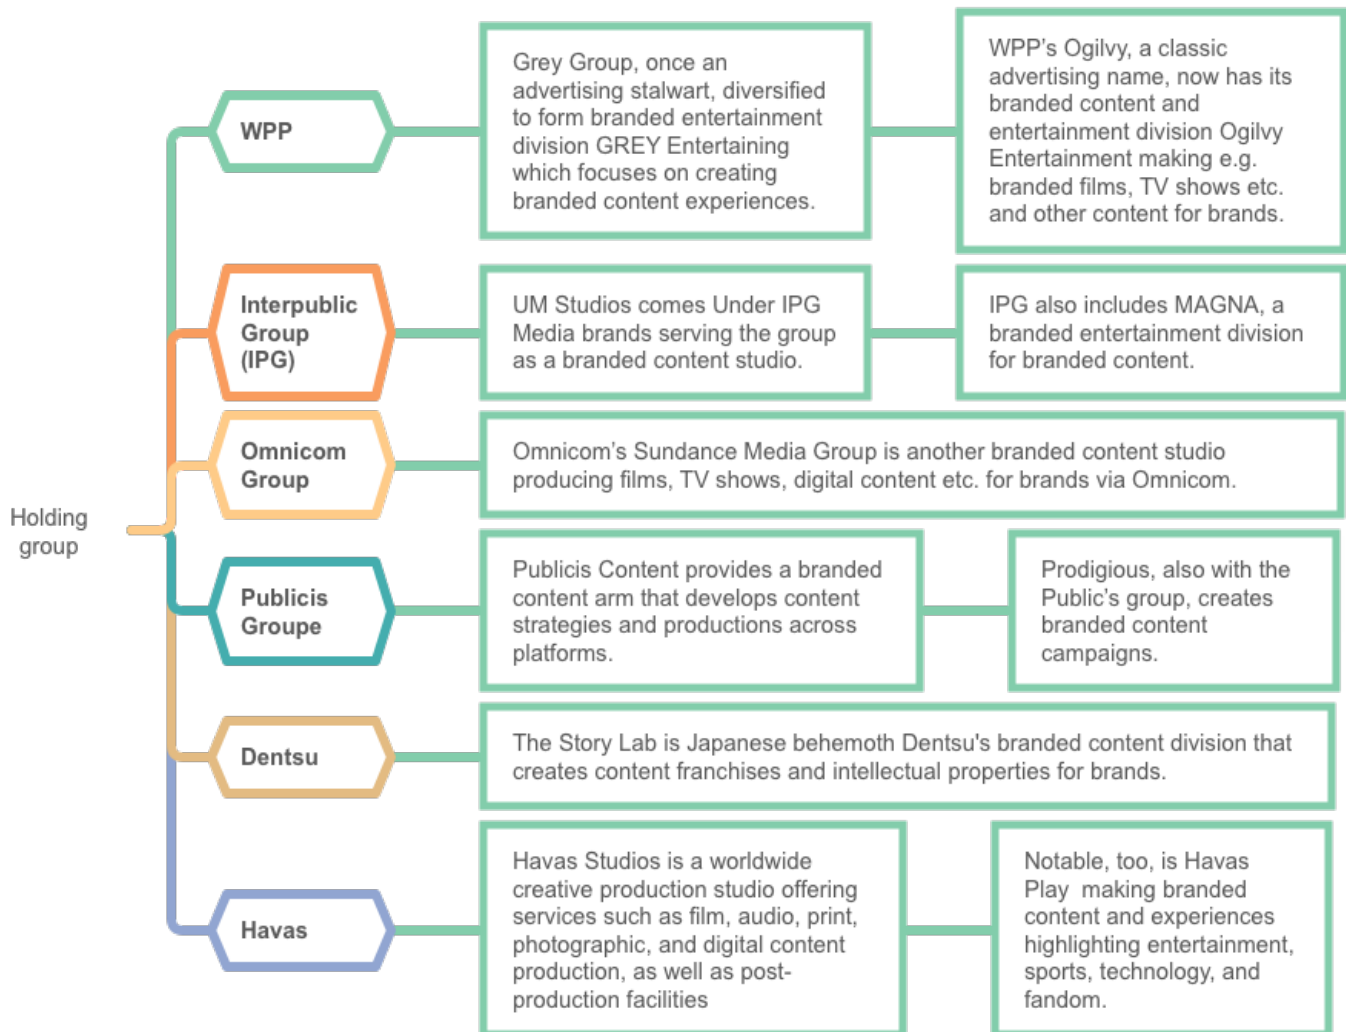 Holding
group
WPP
Grey Group, once an
advertising stalwart, diversified
to form branded entertainment
division GREY Entertaining
which focuses on creating
branded content experiences.
WPP's Ogilvy, a classic
advertising name, now has its
branded content and
entertainment division Ogilvy
Entertainment making e.g.
branded films, TV shows etc.
and other content for brands.
Interpublic
Group
(IPG)
UM Studios comes Under IPG
Media brands serving the group
as a branded content studio.
IPG also includes MAGNA, a
branded entertainment division
for branded content.
Omnicom
Group
Omnicom's Sundance Media Group is another branded content studio
producing films, TV shows, digital content etc. for brands via Omnicom.
Publicis
Groupe
Publicis Content provides a branded
content arm that develops content
strategies and productions across
platforms.
Prodigious, also with the
Public's group, creates
branded content
campaigns.
Dentsu
The Story Lab is Japanese behemoth Dentsu's branded content division that
creates content franchises and intellectual properties for brands.
Havas
Havas Studios is a worldwide
creative production studio offering
services such as film, audio, print,
photographic, and digital content
production, as well as post-
production facilities
Notable, too, is Havas
Play making branded
content and experiences
highlighting entertainment,
sports, technology, and
fandom.